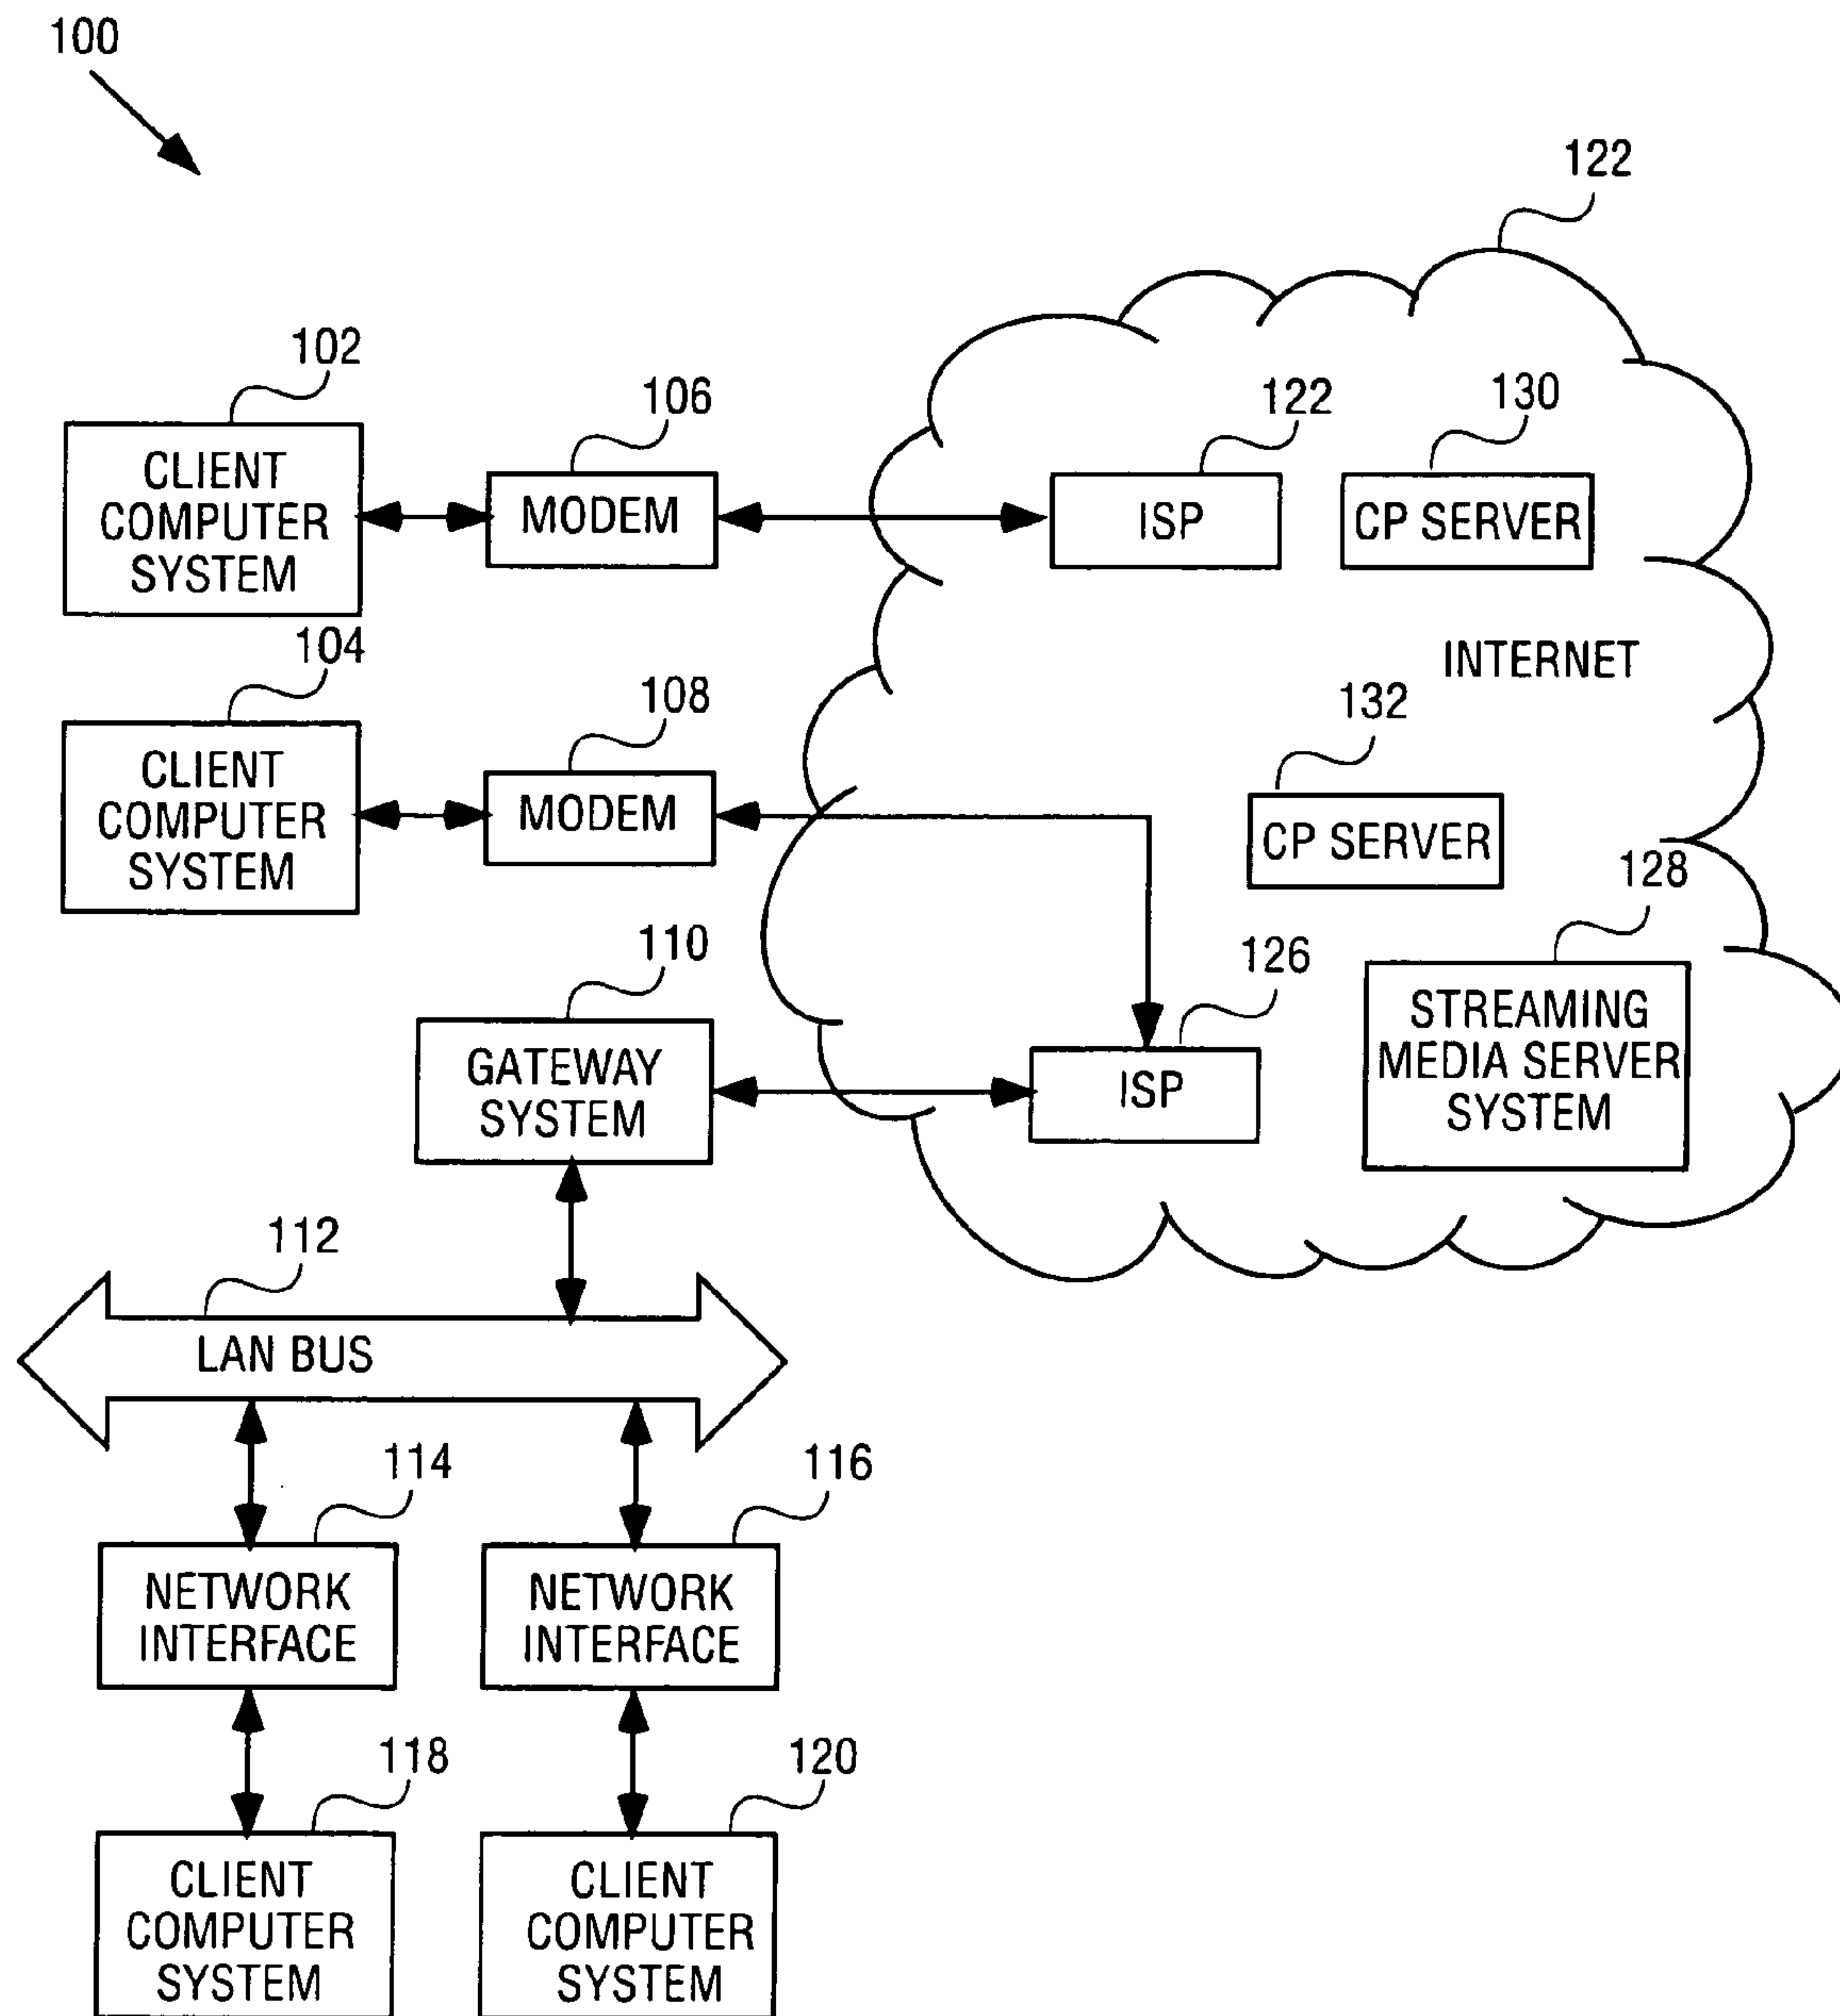 100
122
102
CLIENT
COMPUTER
SYSTEM
106
MODEM
122
ISP
130
CP SERVER
INTERNET
104
CLIENT
COMPUTER
SYSTEM
108
MODEM
132
CP SERVER
128
STREAMING
MEDIA SERVER
SYSTEM
110
GATEWAY
SYSTEM
126
ISP
112
LAN BUS
114
NETWORK
INTERFACE
116
NETWORK
INTERFACE
118
CLIENT
COMPUTER
SYSTEM
120
CLIENT
COMPUTER
SYSTEM